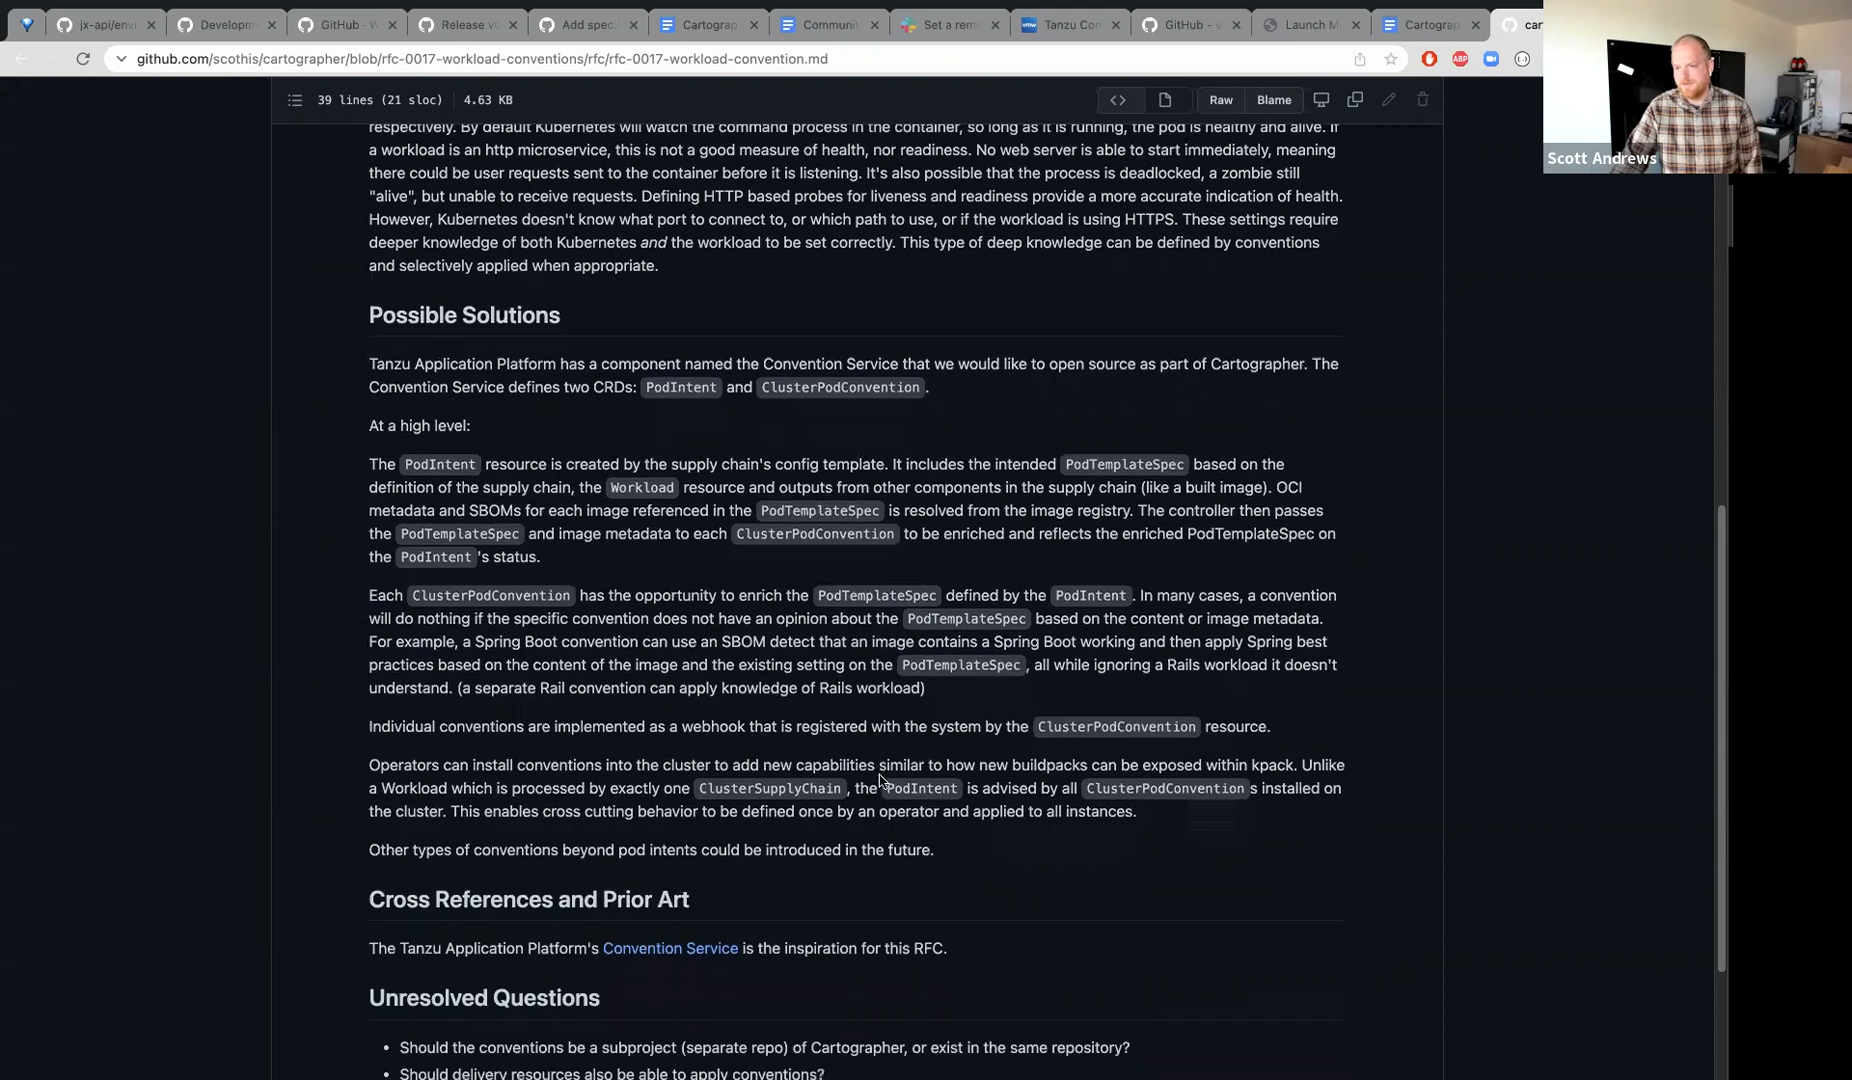 jx-api/env
Developm
GitHub - W
Release v0
Add spec.
Cartograp
Communit
Set a rem
Tanzu Com
GitHub - v
Launch M
Cartograp
car
github.com/scothis/cartographer/blob/rfc-0017-workload-conventions/rfc/rfc-0017-workload-convention.md
ABP
39 lines (21 sloc) 4.63 KB
Raw Blame
Scott Andrews
respectively. By default Kubernetes will watch the command process in the container, so long as it is running, the pod is healthy and alive. If
a workload is an http microservice, this is not a good measure of health, nor readiness. No web server is able to start immediately, meaning
there could be user requests sent to the container before it is listening. It's also possible that the process is deadlocked, a zombie still
"alive", but unable to receive requests. Defining HTTP based probes for liveness and readiness provide a more accurate indication of health.
However, Kubernetes doesn't know what port to connect to, or which path to use, or if the workload is using HTTPS. These settings require
deeper knowledge of both Kubernetes and the workload to be set correctly. This type of deep knowledge can be defined by conventions
and selectively applied when appropriate.
Possible Solutions
Tanzu Application Platform has a component named the Convention Service that we would like to open source as part of Cartographer. The
Convention Service defines two CRDs: PodIntent and ClusterPodConvention.
At a high level:
The PodIntent resource is created by the supply chain's config template. It includes the intended PodTemplateSpec based on the
definition of the supply chain, the Workload resource and outputs from other components in the supply chain (like a built image). OCI
metadata and SBOMs for each image referenced in the PodTemplateSpec is resolved from the image registry. The controller then passes
the PodTemplateSpec and image metadata to each ClusterPodConvention to be enriched and reflects the enriched PodTemplateSpec on
the PodIntent's status.
Each ClusterPodConvention has the opportunity to enrich the PodTemplateSpec defined by the PodIntent. In many cases, a convention
will do nothing if the specific convention does not have an opinion about the PodTemplateSpec based on the content or image metadata.
For example, a Spring Boot convention can use an SBOM detect that an image contains a Spring Boot working and then apply Spring best
practices based on the content of the image and the existing setting on the PodTemplateSpec, all while ignoring a Rails workload it doesn't
understand. (a separate Rail convention can apply knowledge of Rails workload)
Individual conventions are implemented as a webhook that is registered with the system by the ClusterPodConvention resource.
Operators can install conventions into the cluster to add new capabilities similar to how new buildpacks can be exposed within kpack. Unlike
a Workload which is processed by exactly one ClusterSupplyChain, the PodIntent is advised by all ClusterPodConventions installed on
the cluster. This enables cross cutting behavior to be defined once by an operator and applied to all instances.
Other types of conventions beyond pod intents could be introduced in the future.
Cross References and Prior Art
The Tanzu Application Platform's Convention Service is the inspiration for this RFC.
Unresolved Questions
• Should the conventions be a subproject (separate repo) of Cartographer, or exist in the same repository?
• Should delivery resources also be able to apply conventions?